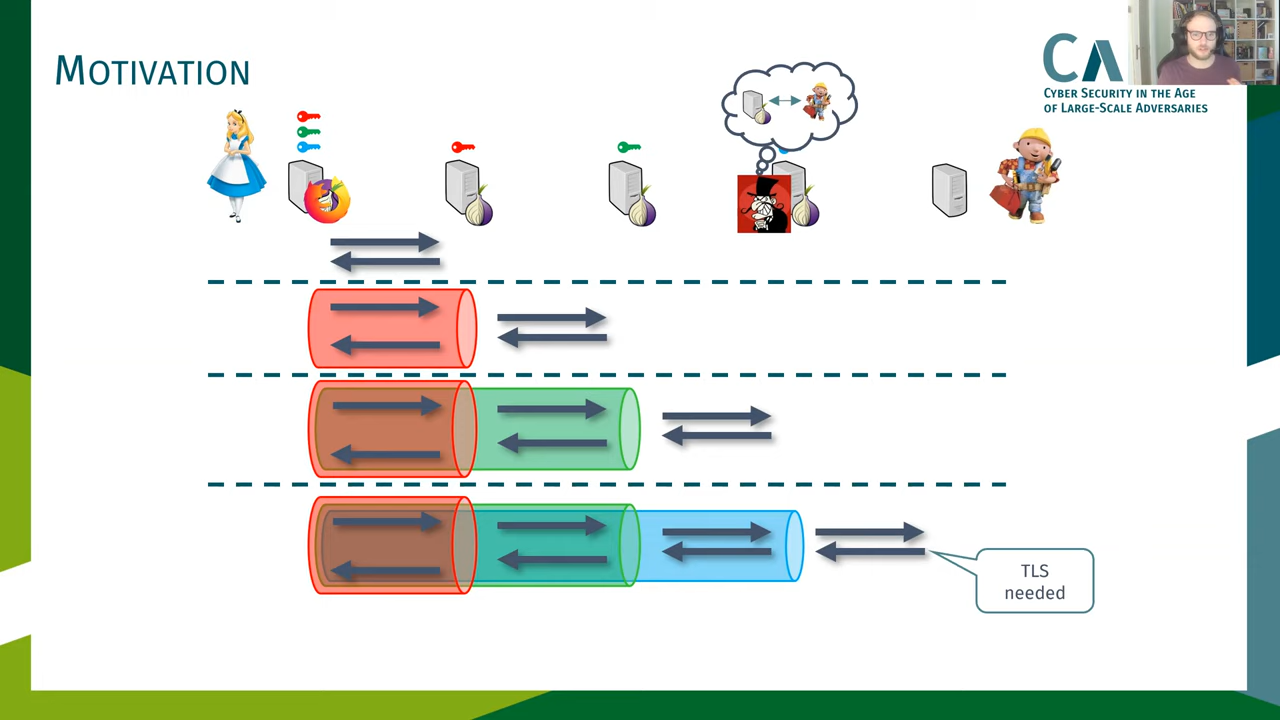 MOTIVATION
CA
CYBER SECURITY IN THE AGE
OF LARGE-SCALE ADVERSARIES
TLS
needed